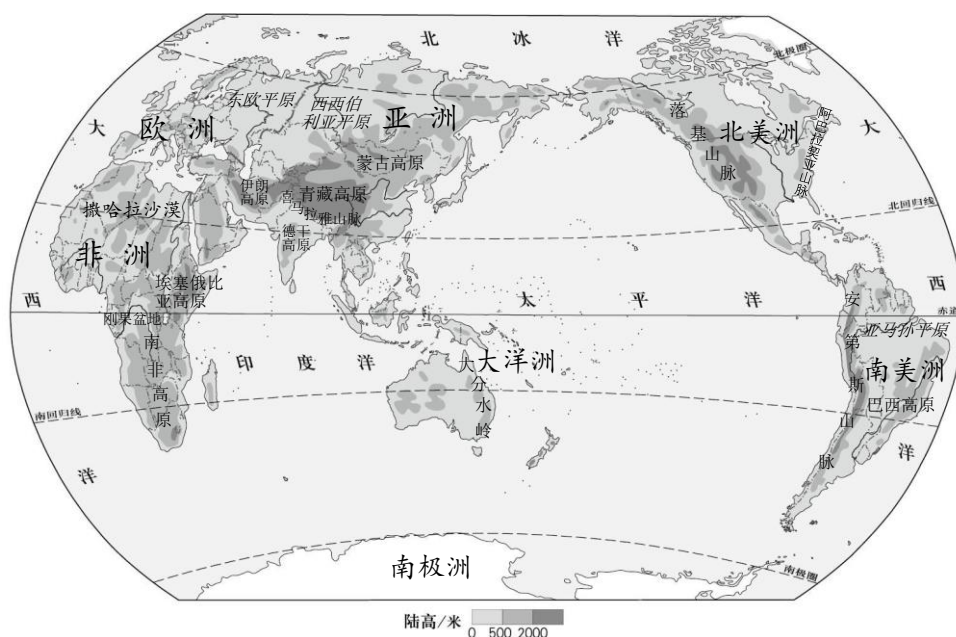 北冰洋
北极圈
东欧平原
西西伯
利亚平原
欧洲
亚洲
大
落基山脉
北美洲
阿巴拉契亚山脉
大
蒙古高原
伊朗
高原
青藏高原
喜马拉雅山脉
撒哈拉沙漠
德干
高原
北回归线
非洲
埃塞俄比
亚高原
西
太平洋
西
安第斯山脉
赤道
刚果盆地
亚马孙平原
南非高原
印度洋
大洋洲
大分水岭
南美洲
巴西高原
南回归线
洋
洋
南极洲
南极圈
陆高/米
0 500 2000